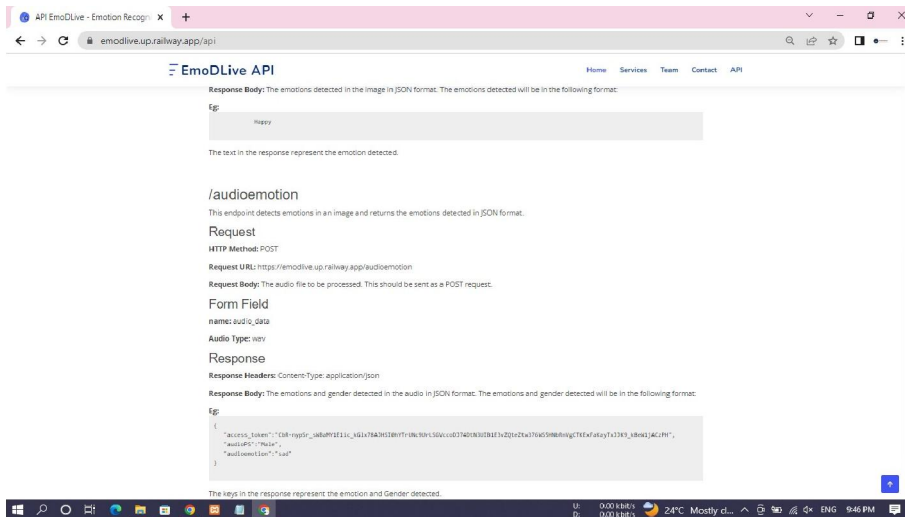 API EmoDLive - Emotion Recogni
emodlive.up.railway.app/api
EmoDLive API
Home Services Team Contact API
Response Body: The emotions detected in the image in JSON format. The emotions detected will be in the following format:
Eg:
Happy
The text in the response represent the emotion detected.
/audioemotion
This endpoint detects emotions in an image and returns the emotions detected in JSON format.
Request
HTTP Method: POST
Request URL: https://emodlive.up.railway.app/audioemotion
Request Body: The audio file to be processed. This should be sent as a POST request.
Form Field
name: audio_data
Audio Type: wav
Response
Response Headers: Content-Type: application/json
Response Body: The emotions and gender detected in the audio in JSON format. The emotions and gender detected will be in the following format:
Eg:
{
"access_token":
"audioPS":"Male",
"audioemotion":"sad"
}
The keys in the response represent the emotion and Gender detected.
U: 0.00 kbit/s
D: 0.00 kbit/s
24°C Mostly cl... ENG 9:46 PM